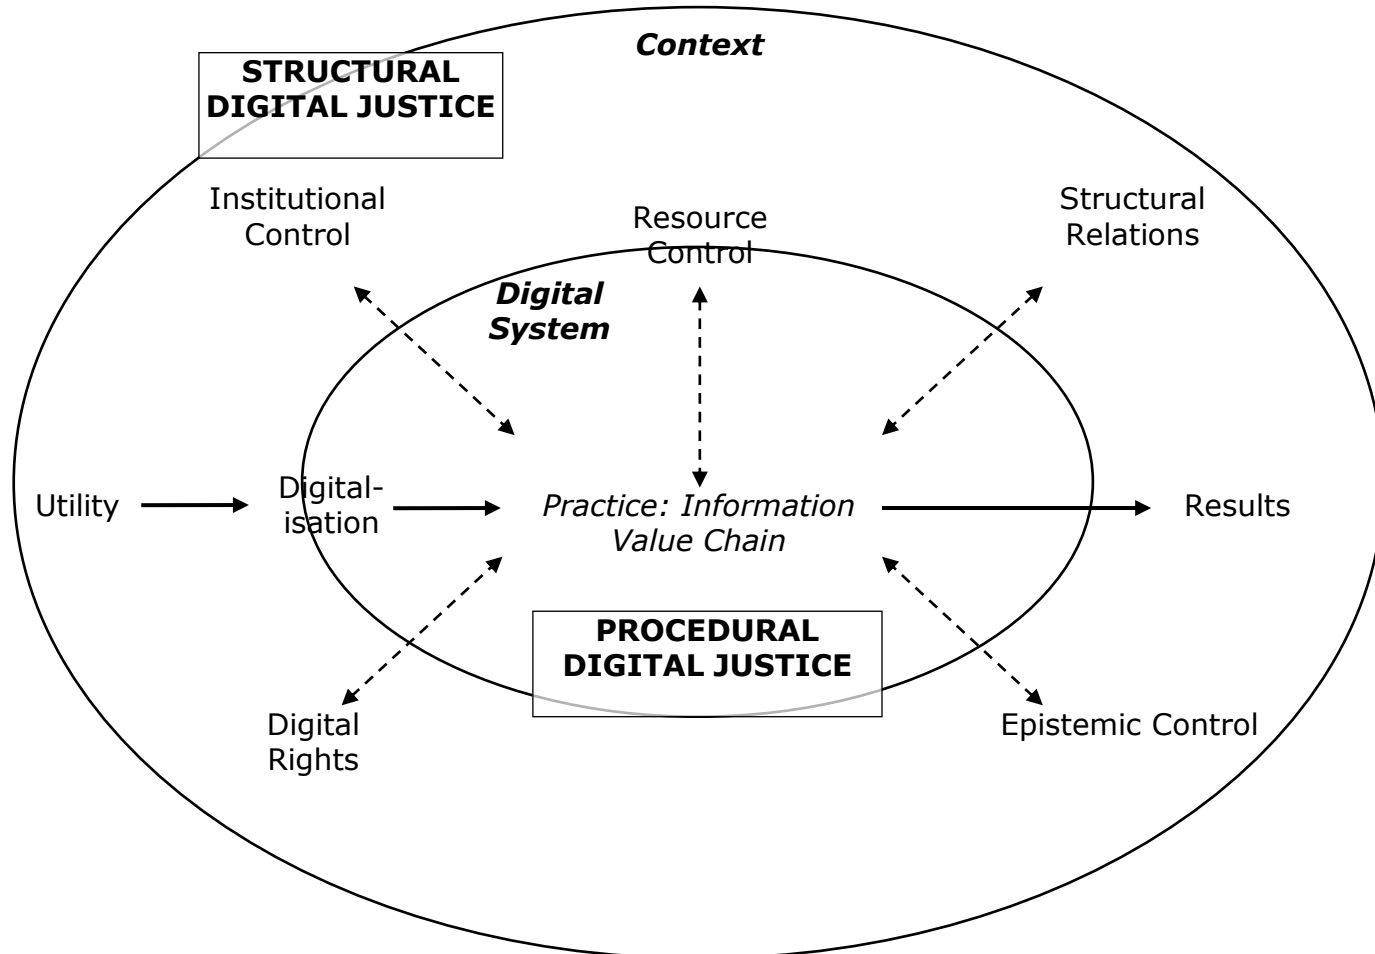 Context
STRUCTURAL
DIGITAL JUSTICE
Institutional
Control
Resource
Control
Structural
Relations
Digital
System
Utility
Digital-
isation
Practice: Information
Value Chain
Results
PROCEDURAL
DIGITAL JUSTICE
Digital
Rights
Epistemic Control